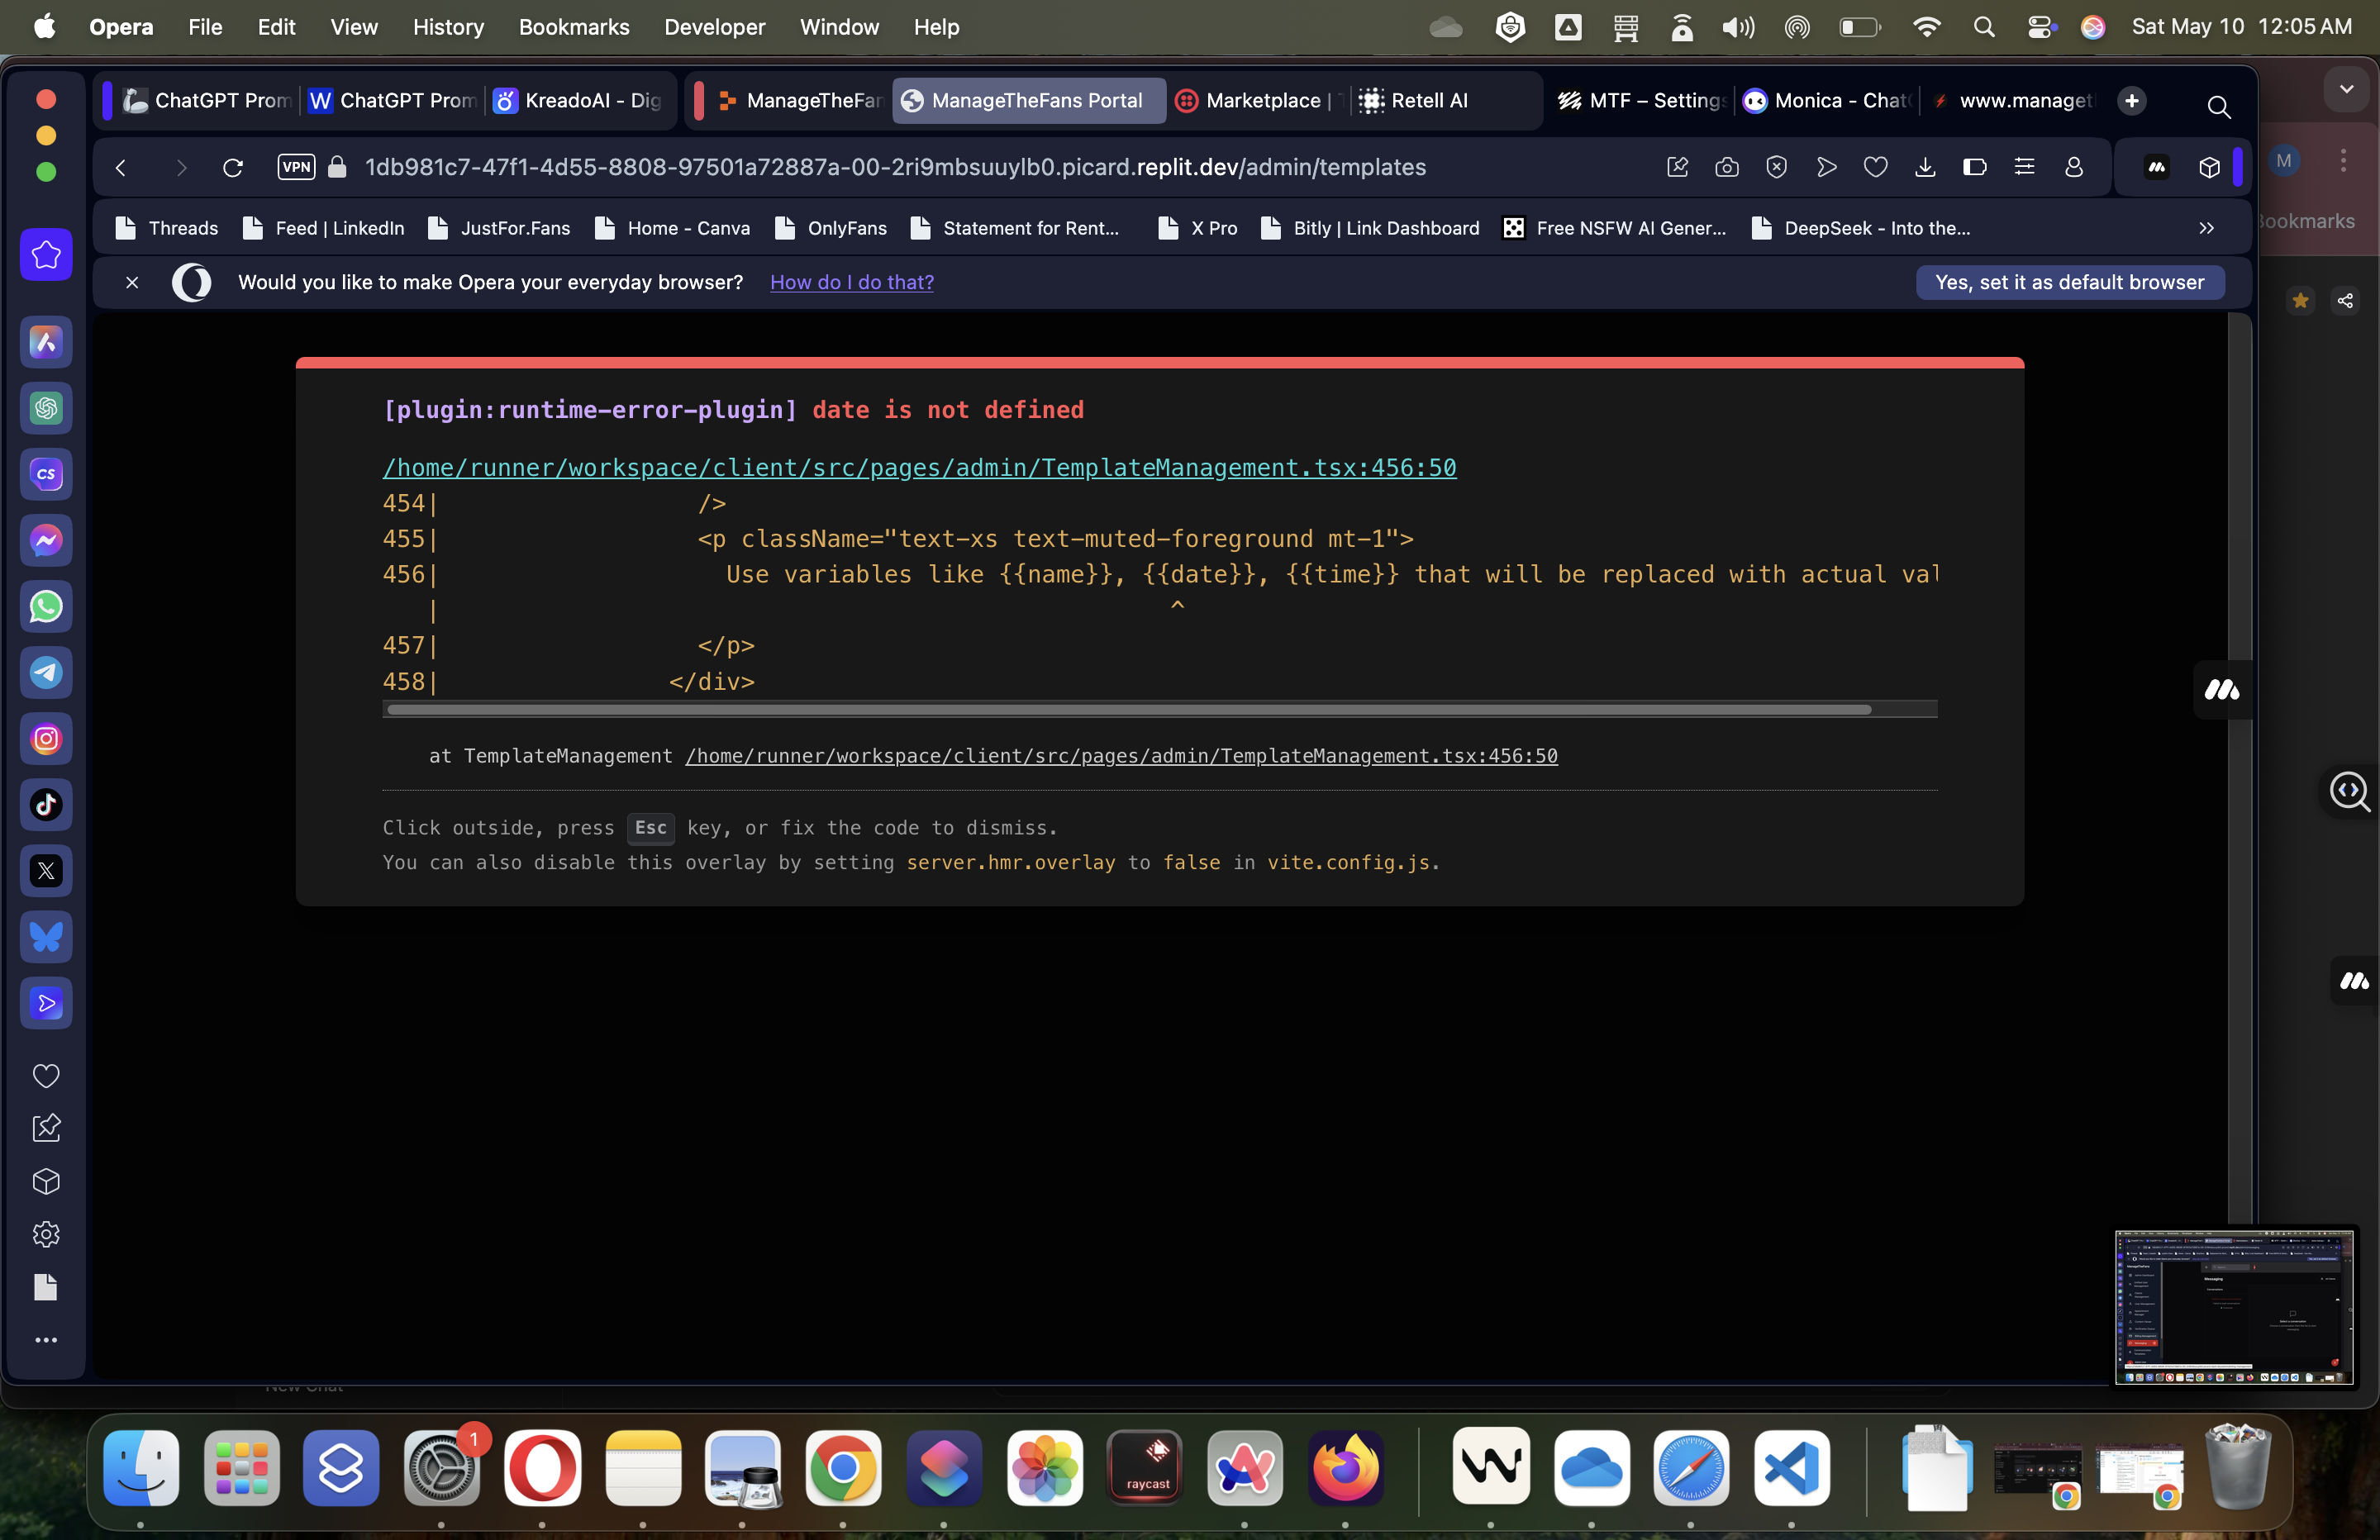 Opera File Edit View History Bookmarks Developer Window Help Sat May 10 12:05 AM
ChatGPT Prom W ChatGPT Prom KreadoAI - Dig ManageTheFan ManageTheFans Portal Marketplace | Retell AI MTF – Settings Monica - Chat www.managet
VPN 1db981c7-47f1-4d55-8808-97501a72887a-00-2ri9mbsuuylb0.picard.replit.dev/admin/templates
M
Threads Feed | LinkedIn JustFor.Fans Home - Canva OnlyFans Statement for Rent... X Pro Bitly | Link Dashboard Free NSFW AI Gener... DeepSeek - Into the... »
Bookmarks
Would you like to make Opera your everyday browser? How do I do that? Yes, set it as default browser
CS
[plugin:runtime-error-plugin] date is not defined
/home/runner/workspace/client/src/pages/admin/TemplateManagement.tsx:456:50
454| />
455| <p className="text-xs text-muted-foreground mt-1">
456| Use variables like {{name}}, {{date}}, {{time}} that will be replaced with actual val
| ^
457| </p>
458| </div>
at TemplateManagement /home/runner/workspace/client/src/pages/admin/TemplateManagement.tsx:456:50
Click outside, press Esc key, or fix the code to dismiss.
You can also disable this overlay by setting server.hmr.overlay to false in vite.config.js.
New Chat
1
raycast